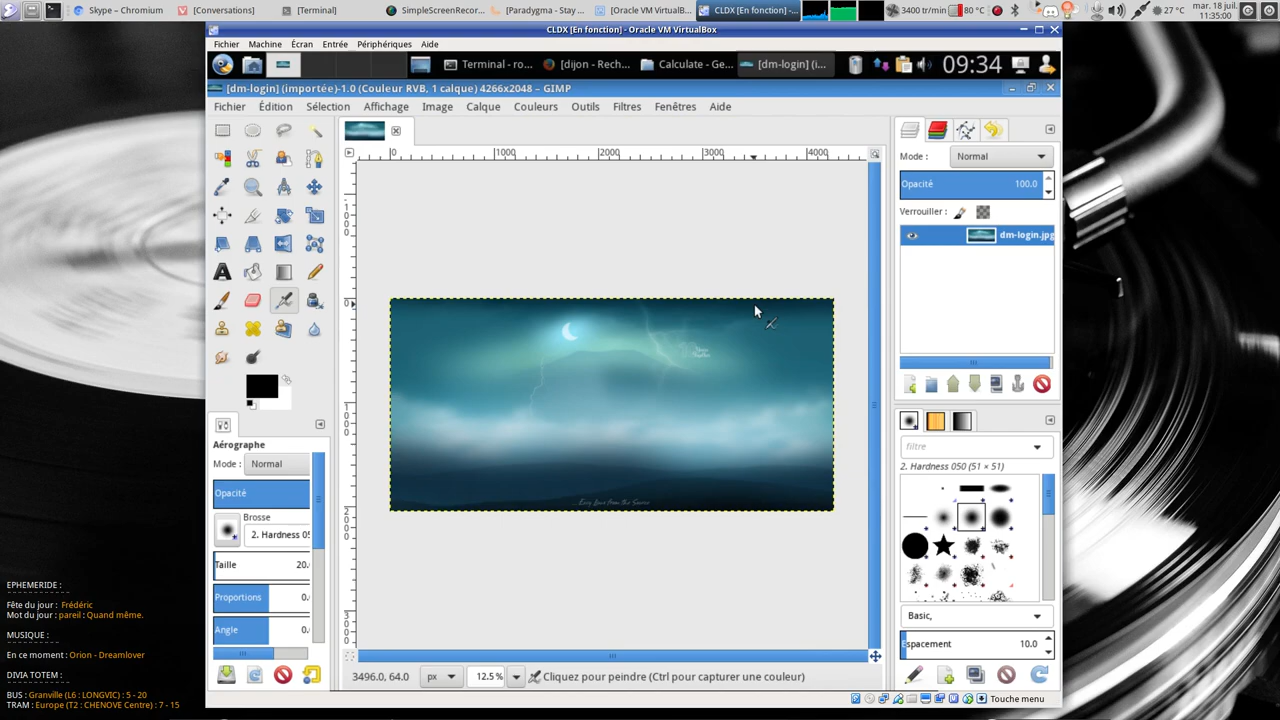 Skype – Chromium
[Conversations]
[Terminal]
SimpleScreenRecor...
[Paradygma - Stay ...
[Oracle VM VirtualB...
CLDX [En fonction] -...
3400 tr/min
80 °C
27 °C
mar. 18 juil.
11:35:00
CLDX [En fonction] - Oracle VM VirtualBox
Fichier Machine Écran Entrée Périphériques Aide
Terminal - ro...
[dijon - Rech...
Calculate - Ge...
[dm-login] (i...
09:34
[dm-login] (importée)-1.0 (Couleur RVB, 1 calque) 4266x2048 – GIMP
Fichier Édition Sélection Affichage Image Calque Couleurs Outils Filtres Fenêtres Aide
0 1000 2000 3000 4000
Mode : Normal
Opacité 100.0
Verrouiller :
dm-login.jpg
Easy Linux from the Source
Aérographe
Mode : Normal
Opacité
Brosse
2. Hardness 05
Taille 20.
Proportions 0.
Angle 0.
filtre
2. Hardness 050 (51 × 51)
Basic,
Espacement 10.0
3496.0, 64.0
px
12.5 %
Cliquez pour peindre (Ctrl pour capturer une couleur)
Touche menu
EPHEMERIDE :
Fête du jour : Frédéric
Mot du jour : pareil : Quand même.
MUSIQUE :
En ce moment : Orion - Dreamlover
DIVIA TOTEM :
BUS : Granville (L6 : LONGVIC) : 5 - 20
TRAM : Europe (T2 : CHENOVE Centre) : 7 - 15